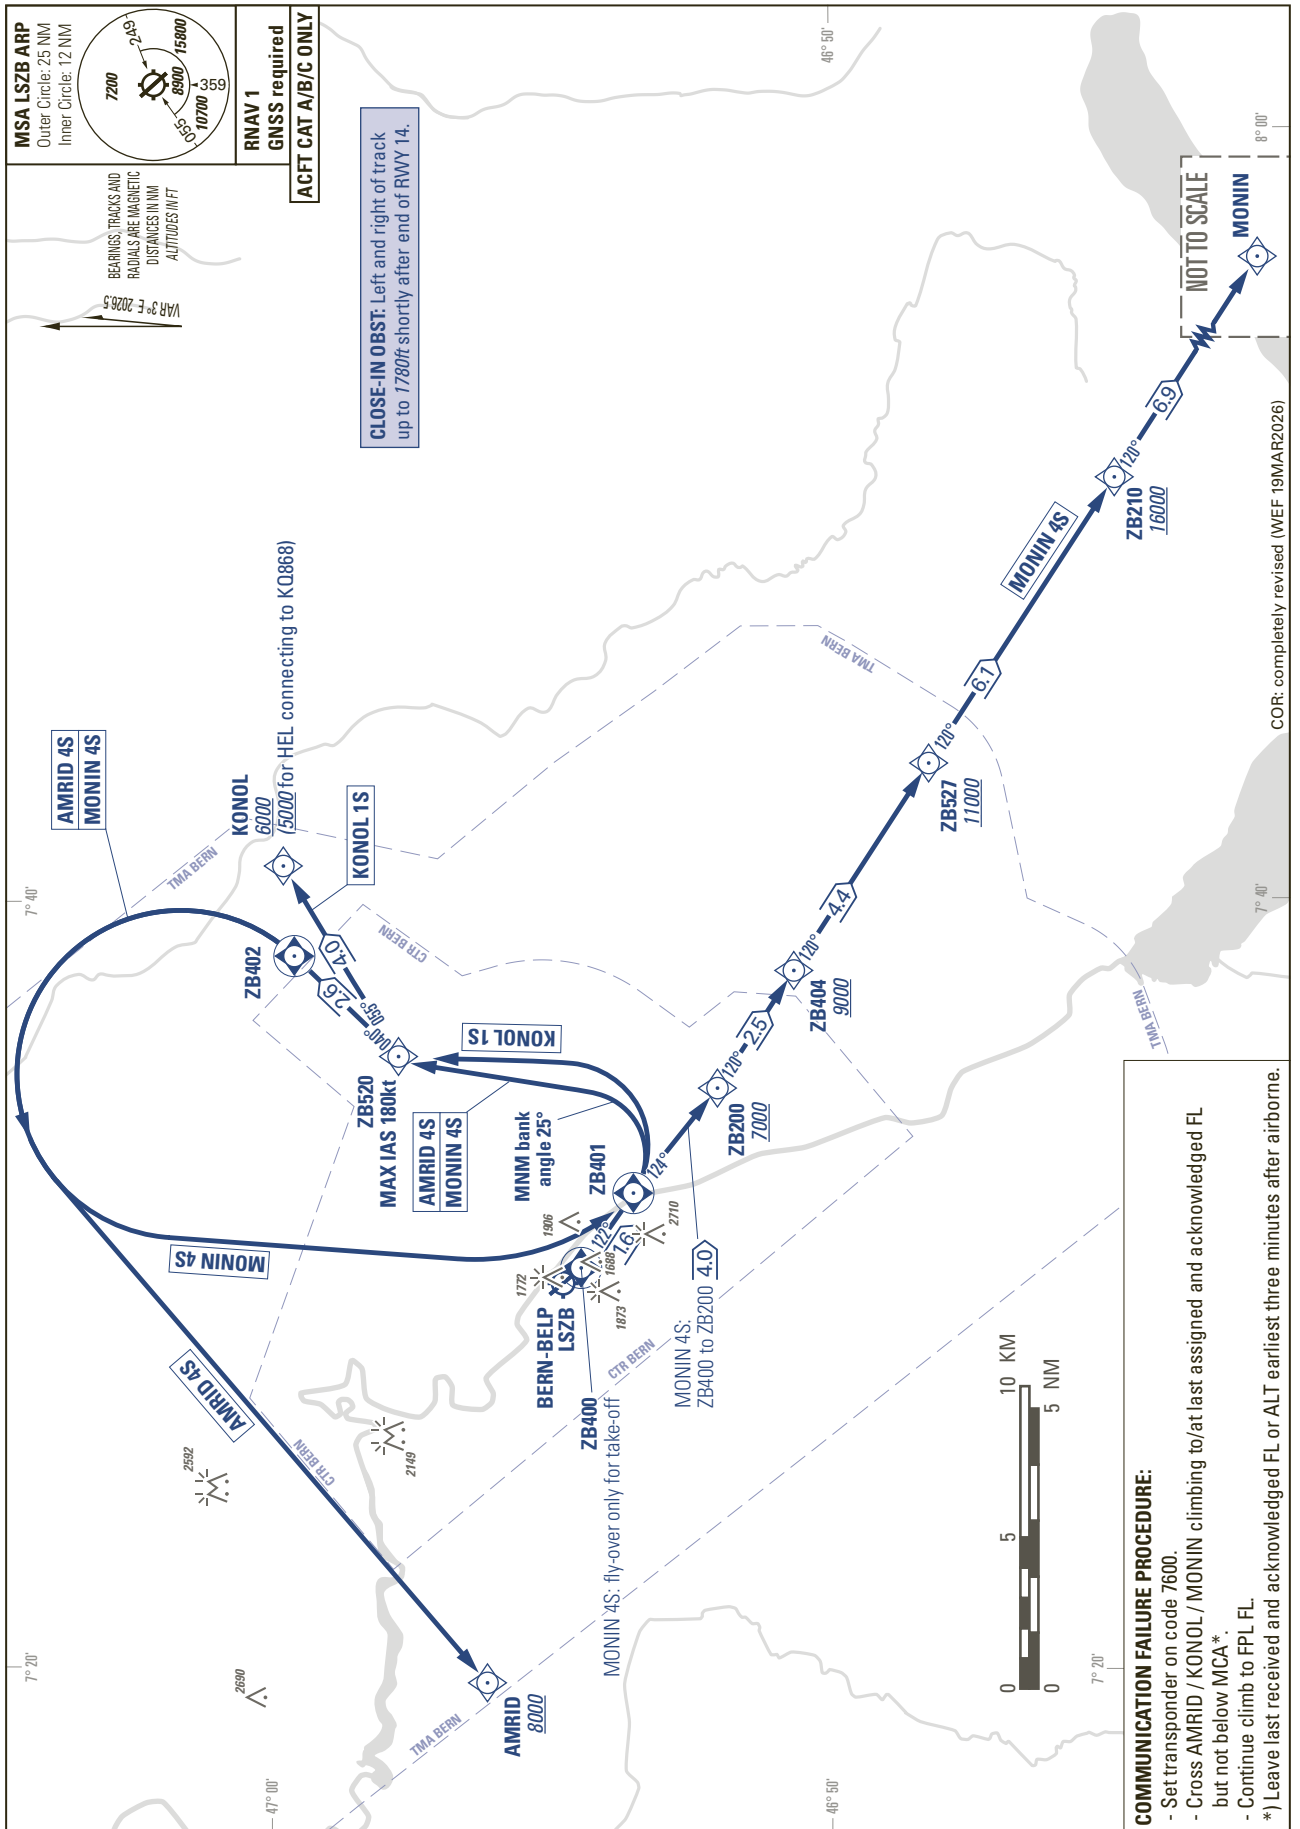 MSA LSZB ARP
Outer Circle: 25 NM
Inner Circle: 12 NM
7200
249
15800
8900
359
055
10700
RNAV 1
GNSS required
ACFT CAT A/B/C ONLY
BEARINGS, TRACKS AND
RADIALS ARE MAGNETIC
DISTANCES IN NM
ALTITUDES IN FT
VAR 3° E 2026.5
CLOSE-IN OBST: Left and right of track
up to 1780ft shortly after end of RWY 14.
46° 50'
8° 00'
NOT TO SCALE
MONIN
6.9
120°
ZB210
16000
MONIN 4S
6.1
120°
ZB527
11000
TMA BERN
4.4
120°
ZB404
9000
2.5
120°
ZB200
7000
124°
7° 40'
7° 40'
AMRID 4S
MONIN 4S
KONOL
6000
(5000 for HEL connecting to KQ868)
TMA BERN
KONOL 1S
4.0
055°
CTR BERN
ZB402
2.6
040°
ZB520
MAX IAS 180kt
KONOL 1S
AMRID 4S
MONIN 4S
MNM bank
angle 25°
ZB401
122°
1.6
1906
2710
1688
1772
1873
BERN-BELP
LSZB
ZB400
MONIN 4S: fly-over only for take-off
MONIN 4S:
ZB400 to ZB200 4.0
CTR BERN
MONIN 4S
AMRID 4S
CTR BERN
2592
2149
2690
AMRID
8000
TMA BERN
TMA BERN
7° 20'
7° 20'
47° 00'
46° 50'
0 5 10 KM
0 5 NM
COMMUNICATION FAILURE PROCEDURE:
- Set transponder on code 7600.
- Cross AMRID / KONOL / MONIN climbing to/at last assigned and acknowledged FL
but not below MCA*.
- Continue climb to FPL FL.
*) Leave last received and acknowledged FL or ALT earliest three minutes after airborne.
COR: completely revised (WEF 19MAR2026)